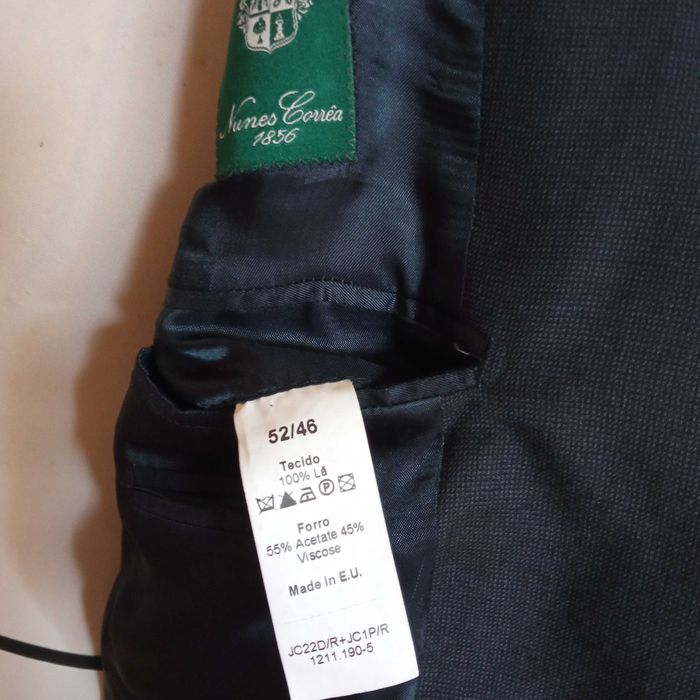 Nunes Corrêa
1856
52/46
Tecido
100% Lã
P
Forro
55% Acetate 45%
Viscose
Made in E.U.
JC22D/R+JC1P/R
1211.190-5